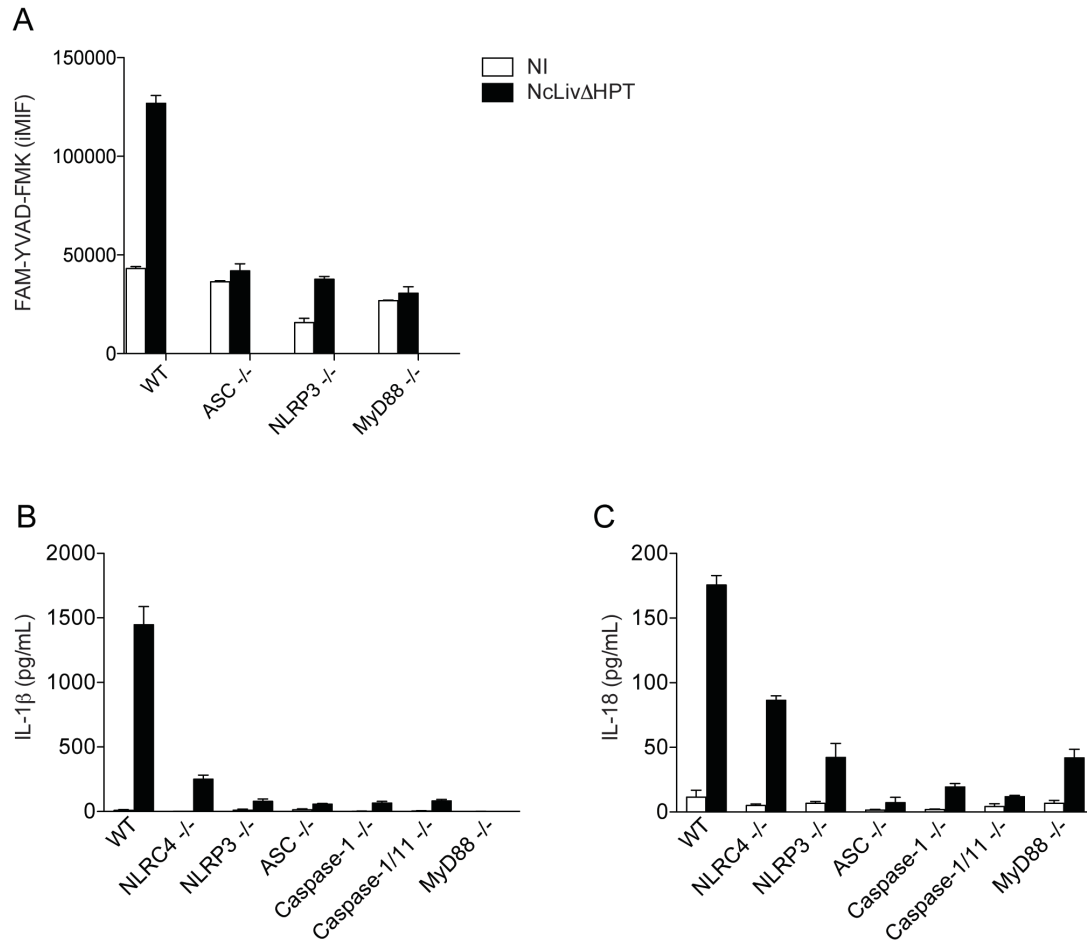 A
FAM-YVAD-FMK (iMIF)
150000
100000
50000
0
WT
ASC -/-
NLRP3 -/-
MyD88 -/-
NI
NcLivΔHPT
B
IL-1β (pg/mL)
2000
1500
1000
500
0
WT
NLRC4 -/-
NLRP3 -/-
ASC -/-
Caspase-1 -/-
Caspase-1/11 -/-
MyD88 -/-
C
IL-18 (pg/mL)
200
150
100
50
0
WT
NLRC4 -/-
NLRP3 -/-
ASC -/-
Caspase-1 -/-
Caspase-1/11 -/-
MyD88 -/-